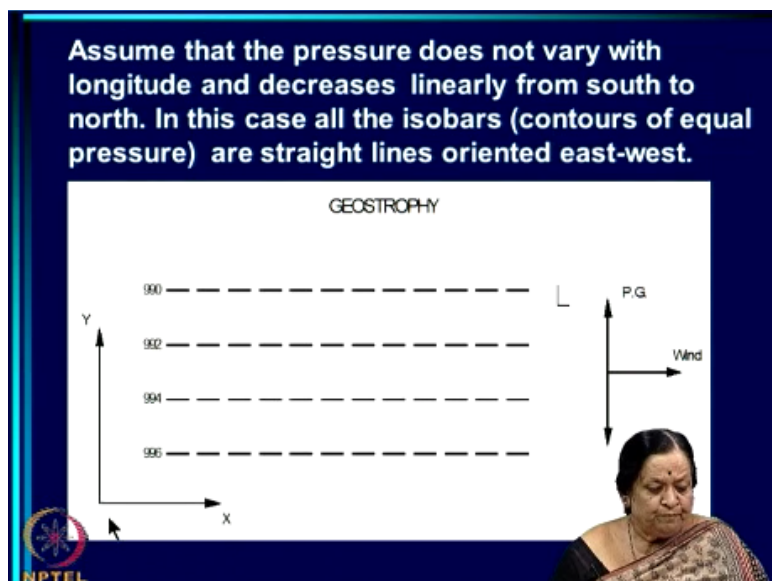 Assume that the pressure does not vary with
longitude and decreases linearly from south to
north. In this case all the isobars (contours of equal
pressure) are straight lines oriented east-west.
GEOSTROPHY
990
L
P.G.
Y
992
Wind
994
996
X
NPTEL